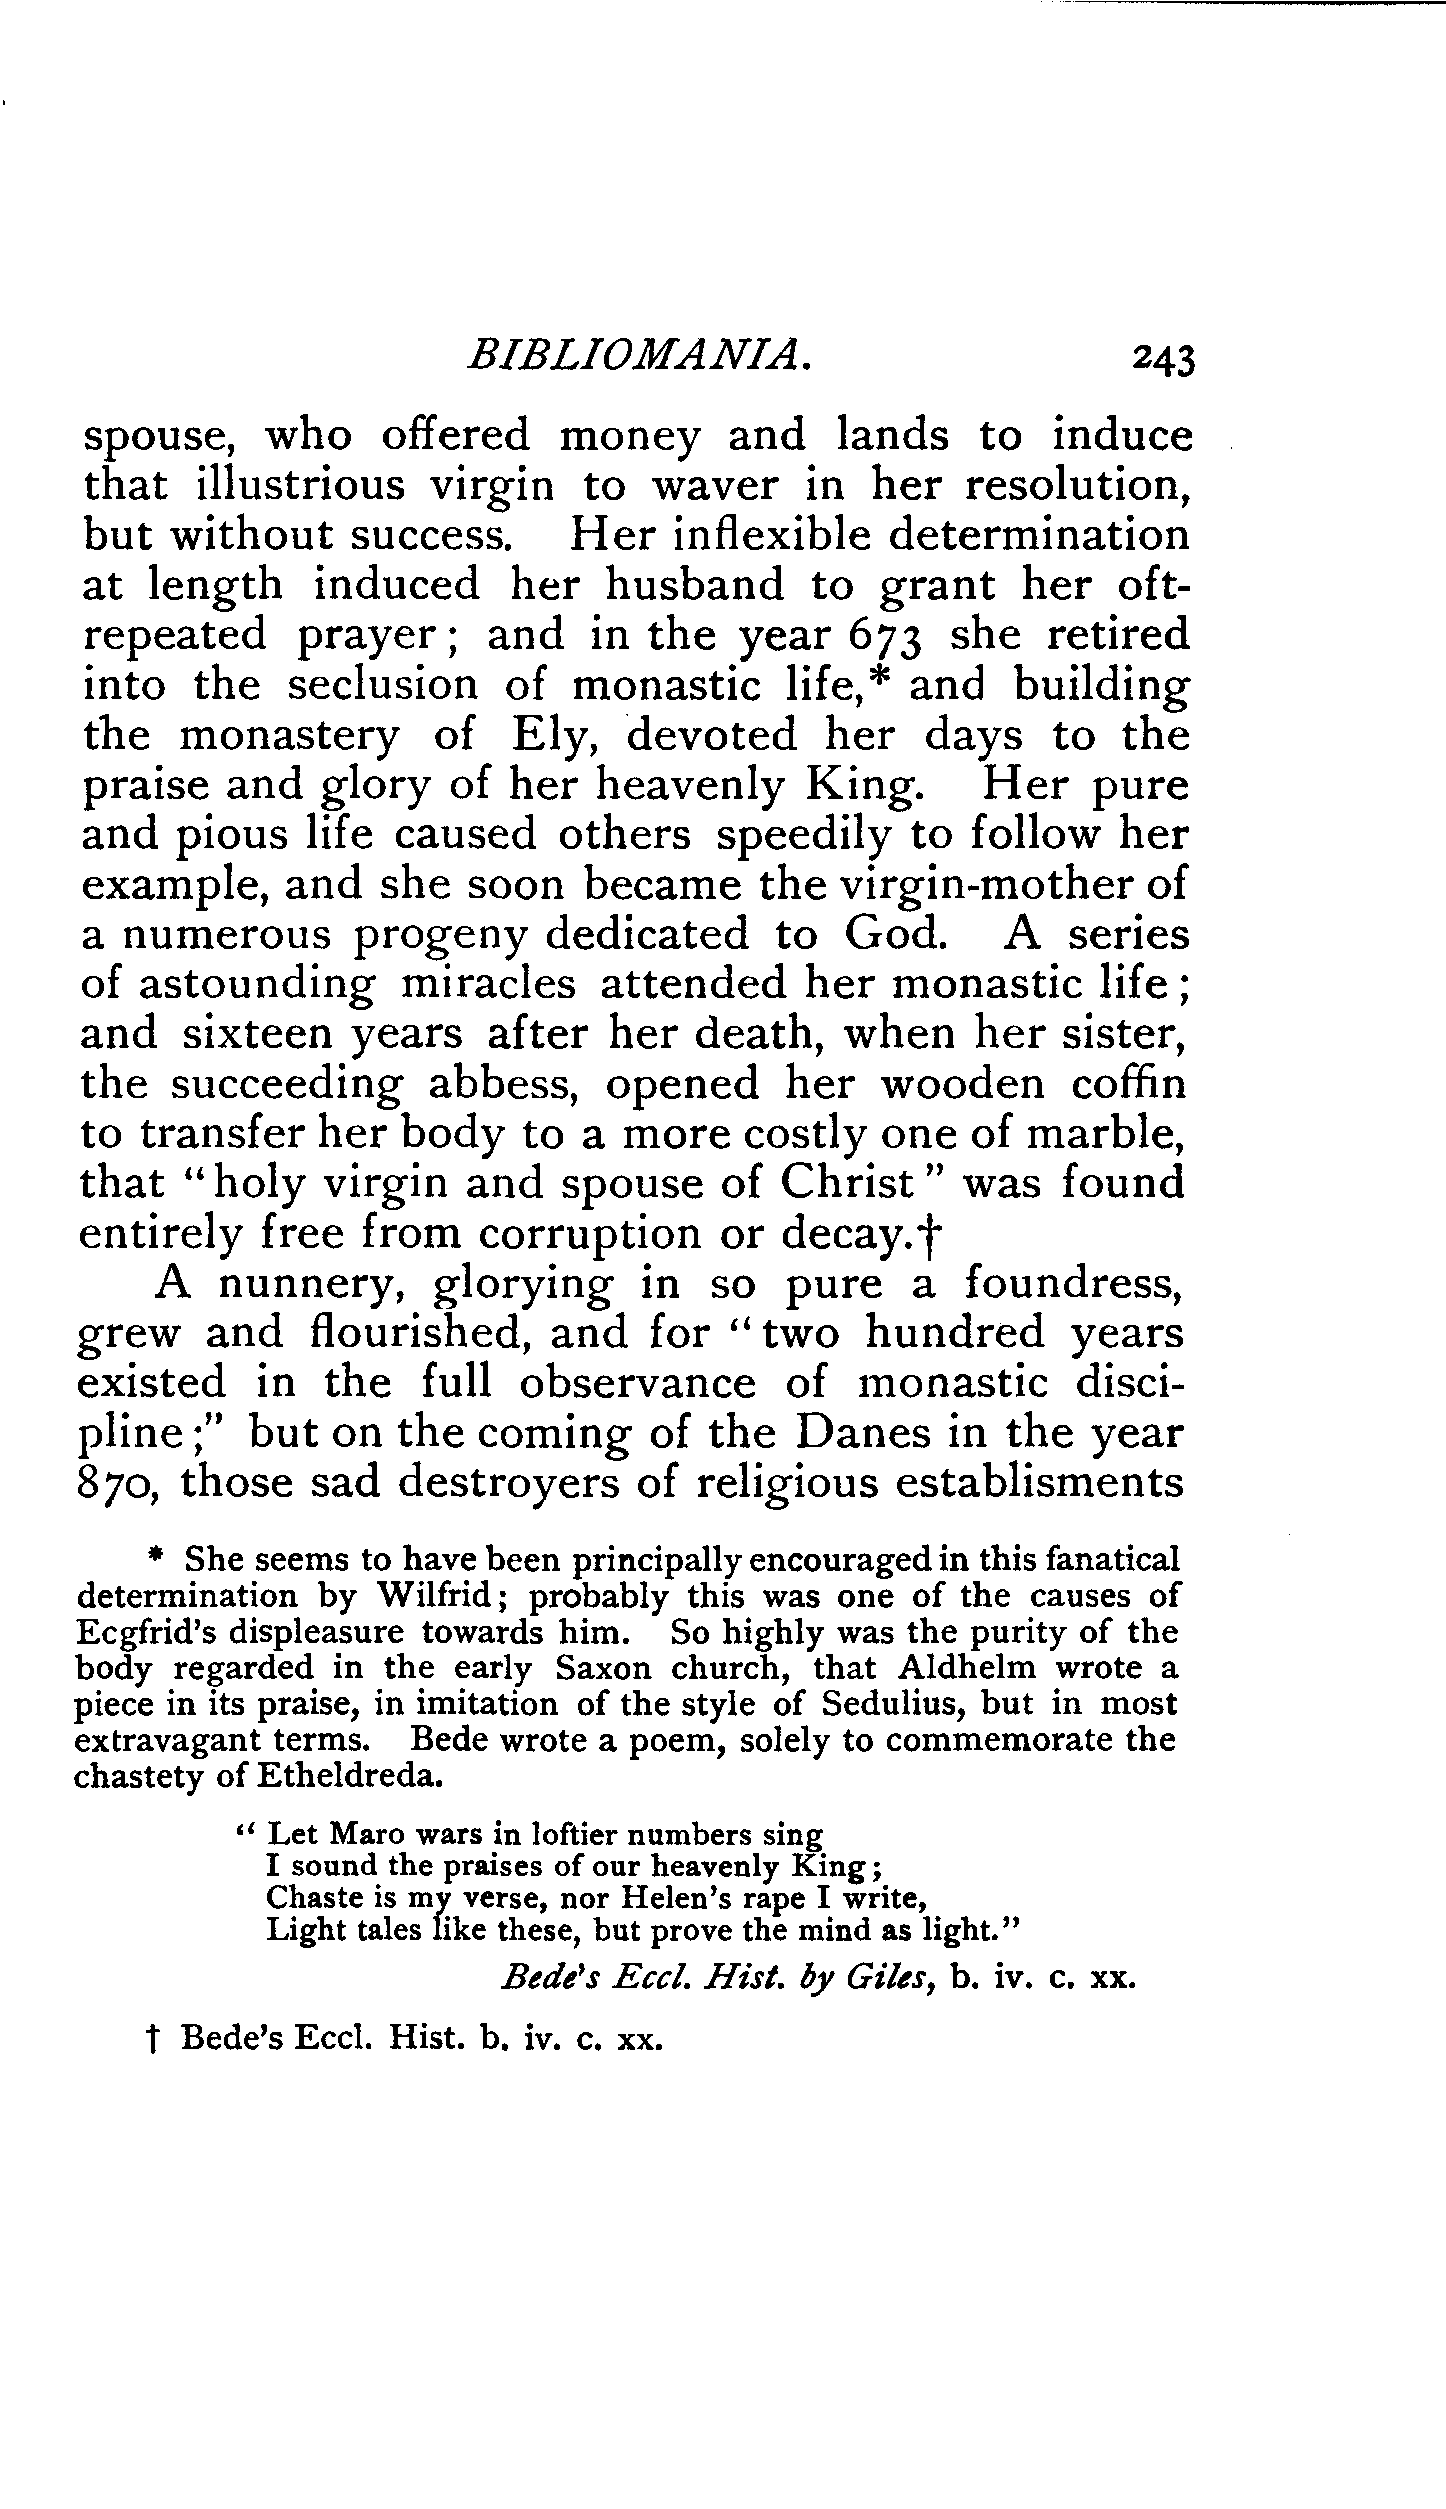 BIBLIOMANIA. 243
spouse, who offered money and lands to induce
that illustrious virgin to waver in her resolution,
but without success. Her inflexible determination
at length induced her husband to grant her oft-
repeated prayer ; and in the year 673 she retired
into the seclusion of monastic life,* and building
the monastery of Ely, devoted her days to the
praise and glory of her heavenly King. Her pure
and pious life caused others speedily to follow her
example, and she soon became the virgin-mother of
a numerous progeny dedicated to God. A series
of astounding miracles attended her monastic life ;
and sixteen years after her death, when her sister,
the succeeding abbess, opened her wooden coffin
to transfer her body to a more costly one of marble,
that “holy virgin and spouse of Christ” was found
entirely free from corruption or decay.†
A nunnery, glorying in so pure a foundress,
grew and flourished, and for “two hundred years
existed in the full observance of monastic disci-
pline ;” but on the coming of the Danes in the year
870, those sad destroyers of religious establisments
* She seems to have been principally encouraged in this fanatical
determination by Wilfrid; probably this was one of the causes of
Ecgfrid's displeasure towards him. So highly was the purity of the
body regarded in the early Saxon church, that Aldhelm wrote a
piece in its praise, in imitation of the style of Sedulius, but in most
extravagant terms. Bede wrote a poem, solely to commemorate the
chastety of Etheldreda.
“ Let Maro wars in loftier numbers sing
I sound the praises of our heavenly King;
Chaste is my verse, nor Helen's rape I write,
Light tales like these, but prove the mind as light.”
Bede's Eccl. Hist. by Giles, b. iv. c. xx.
† Bede's Eccl. Hist. b. iv. c. xx.